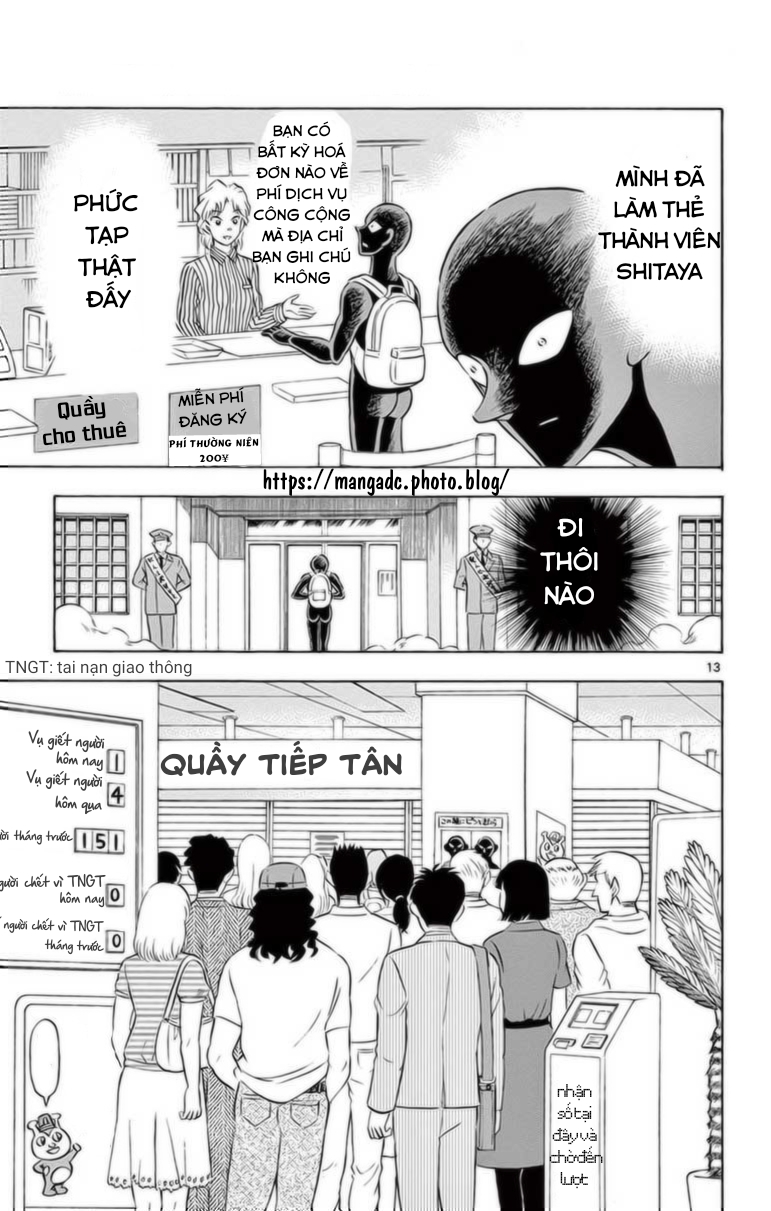 MÌNH ĐÃ
LÀM THẺ
THÀNH VIÊN
SHITAYA
BẠN CÓ
BẤT KỲ HOÁ
ĐƠN NÀO VỀ
PHÍ DỊCH VỤ
CÔNG CỘNG
MÀ ĐỊA CHỈ
BẠN GHI CHÚ
KHÔNG
PHỨC
TẠP
THẬT
ĐẤY
Quầy
cho thuê
MIỄN PHÍ
ĐĂNG KÝ
PHÍ THƯỜNG NIÊN
200¥
https://mangadc.photo.blog/
ĐI
THÔI
NÀO
TNGT: tai nạn giao thông
13
Vụ giết người
hôm nay 1
Vụ giết người
hôm qua 4
ời tháng trước 151
gười chết vì TNGT
hôm nay 0
người chết vì TNGT
tháng trước 0
QUẦY TIẾP TÂN
nhận
số tại
đây và
chờ đến
lượt